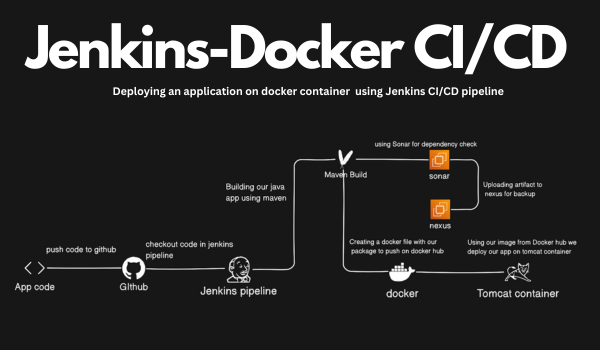 Jenkins-Docker CI/CD
Deploying an application on docker container using Jenkins CI/CD pipeline
using Sonar for dependency check
Maven Build
sonar
Building our java
app using maven
Uploading artifact to
nexus for backup
nexus
push code to github
checkout code in jenkins
pipeline
Creating a docker file with our
package to push on docker hub
Using our image from Docker hub we
deploy our app on tomcat container
App code
GIthub
Jenkins pipeline
docker
Tomcat container